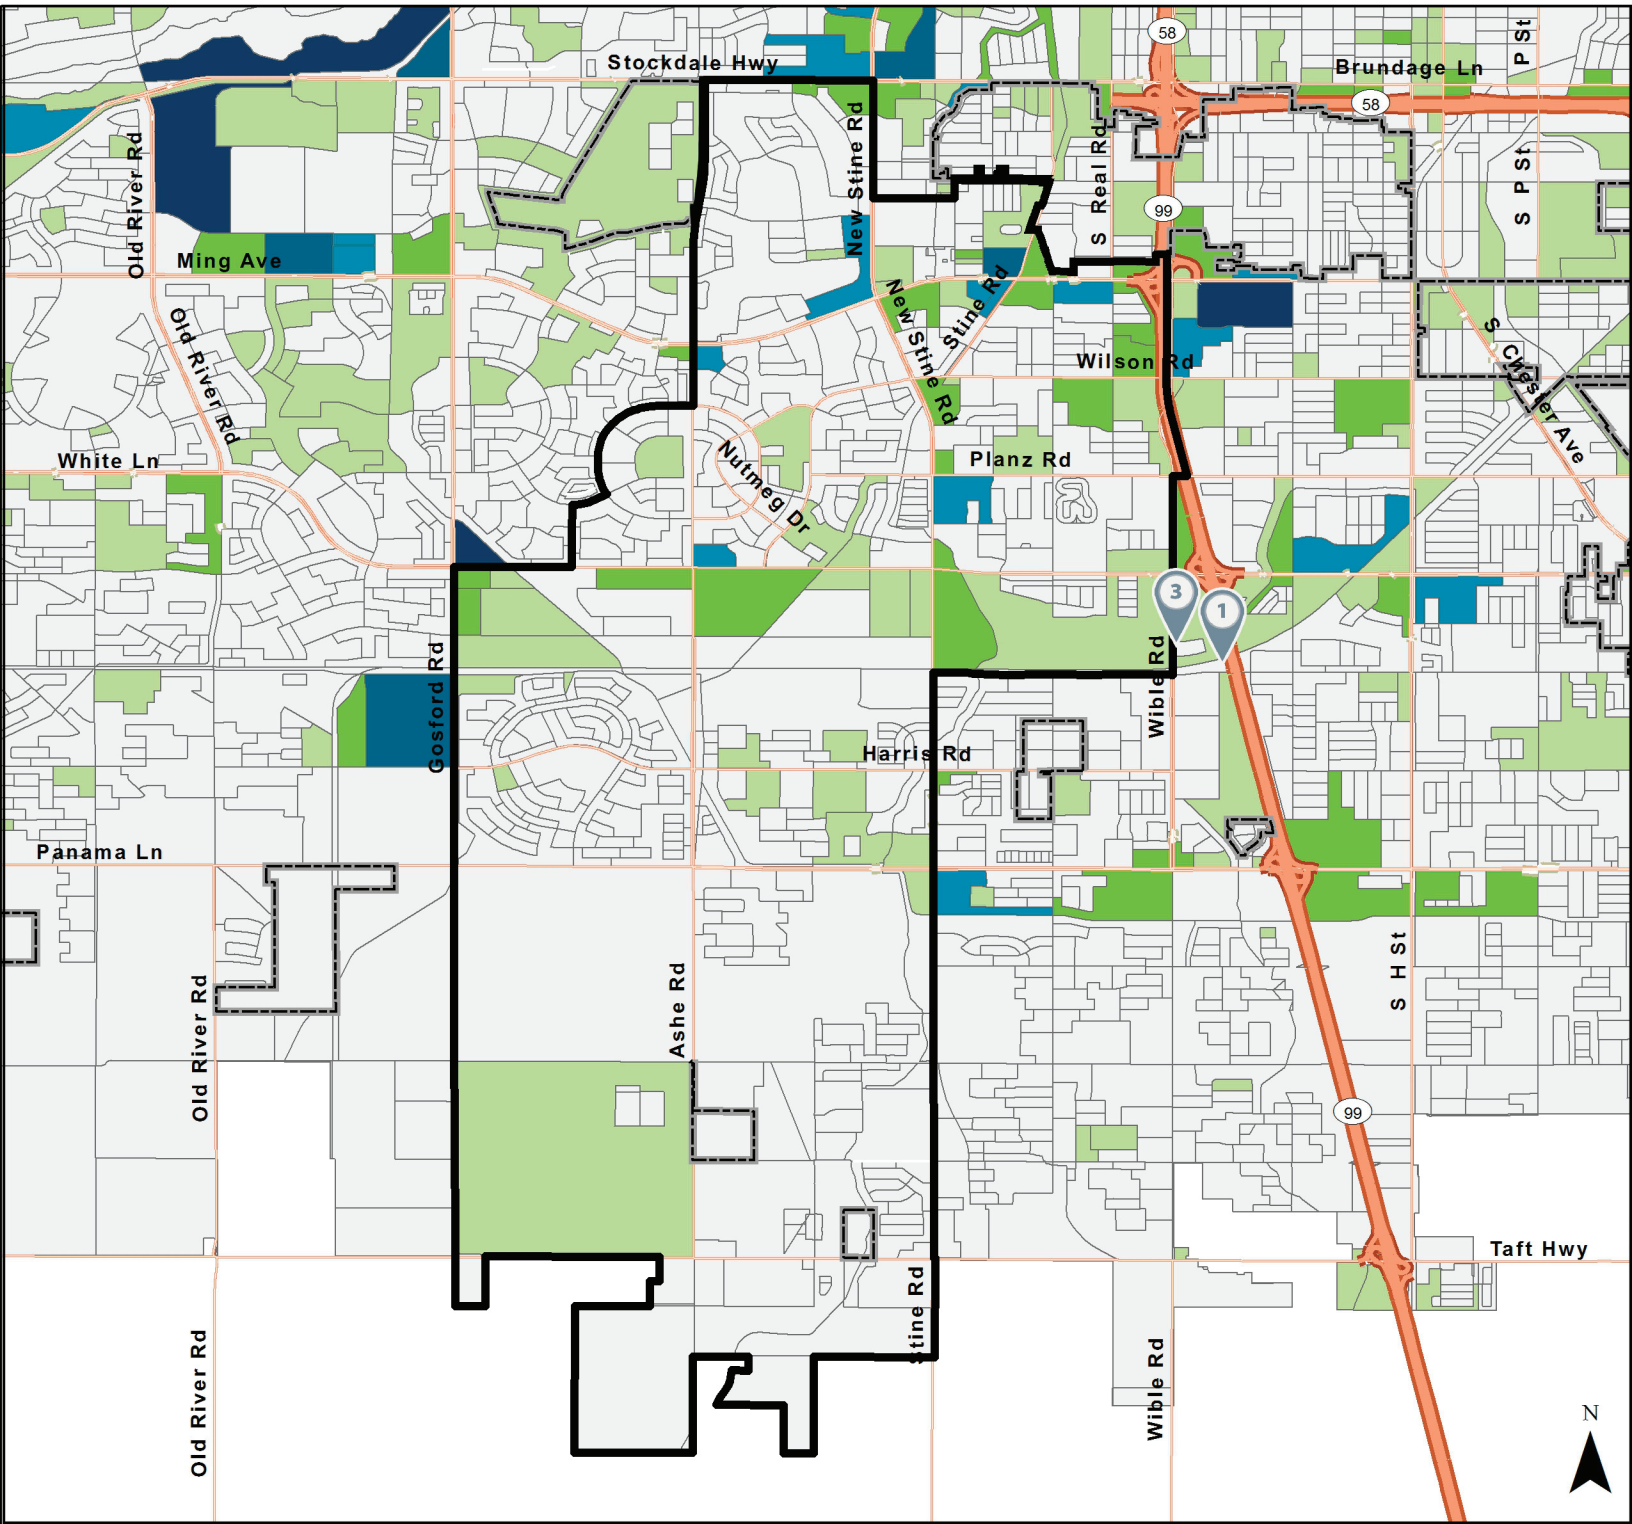 58
P St
Stockdale Hwy
Brundage Ln
58
New Stine Rd
S Real Rd
Old River Rd
S P St
99
Ming Ave
New Stine Rd
New Stine Rd
Stine Rd
Old River Rd
S Chester Ave
Wilson Rd
White Ln
Planz Rd
Nutmeg Dr
3
1
Wible Rd
Gosford Rd
Harris Rd
Panama Ln
S H St
Ashe Rd
Old River Rd
99
Taft Hwy
Stine Rd
Old River Rd
Wible Rd
N